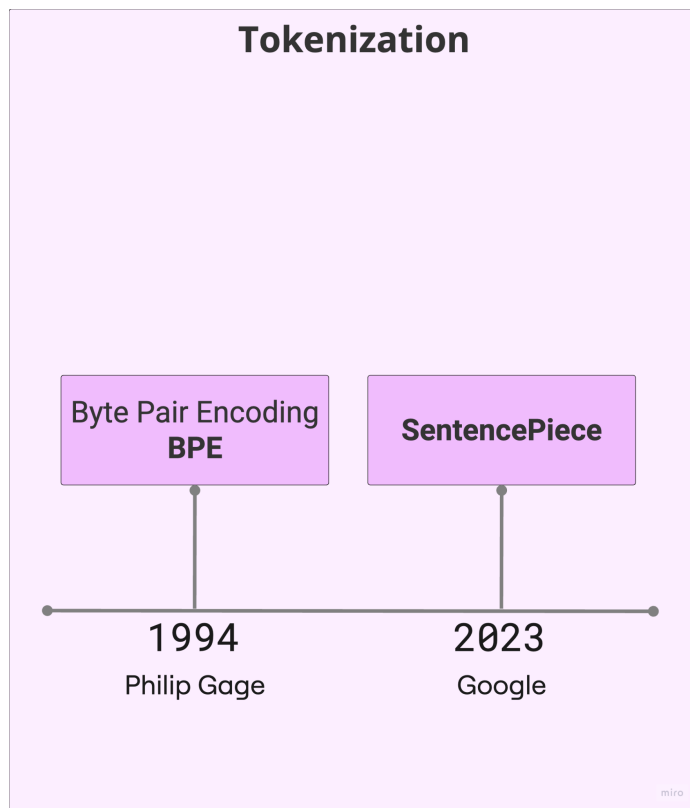 Tokenization
Byte Pair Encoding
BPE
SentencePiece
1994
2023
Philip Gage
Google
miro